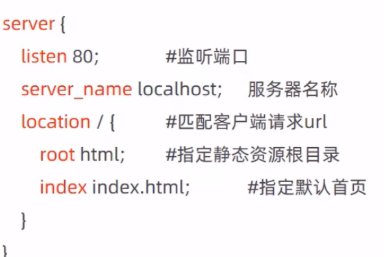 server {
listen 80; #监听端口
server_name localhost; 服务器名称
location / { #匹配客户端请求url
root html; #指定静态资源根目录
index index.html; #指定默认首页
}
}